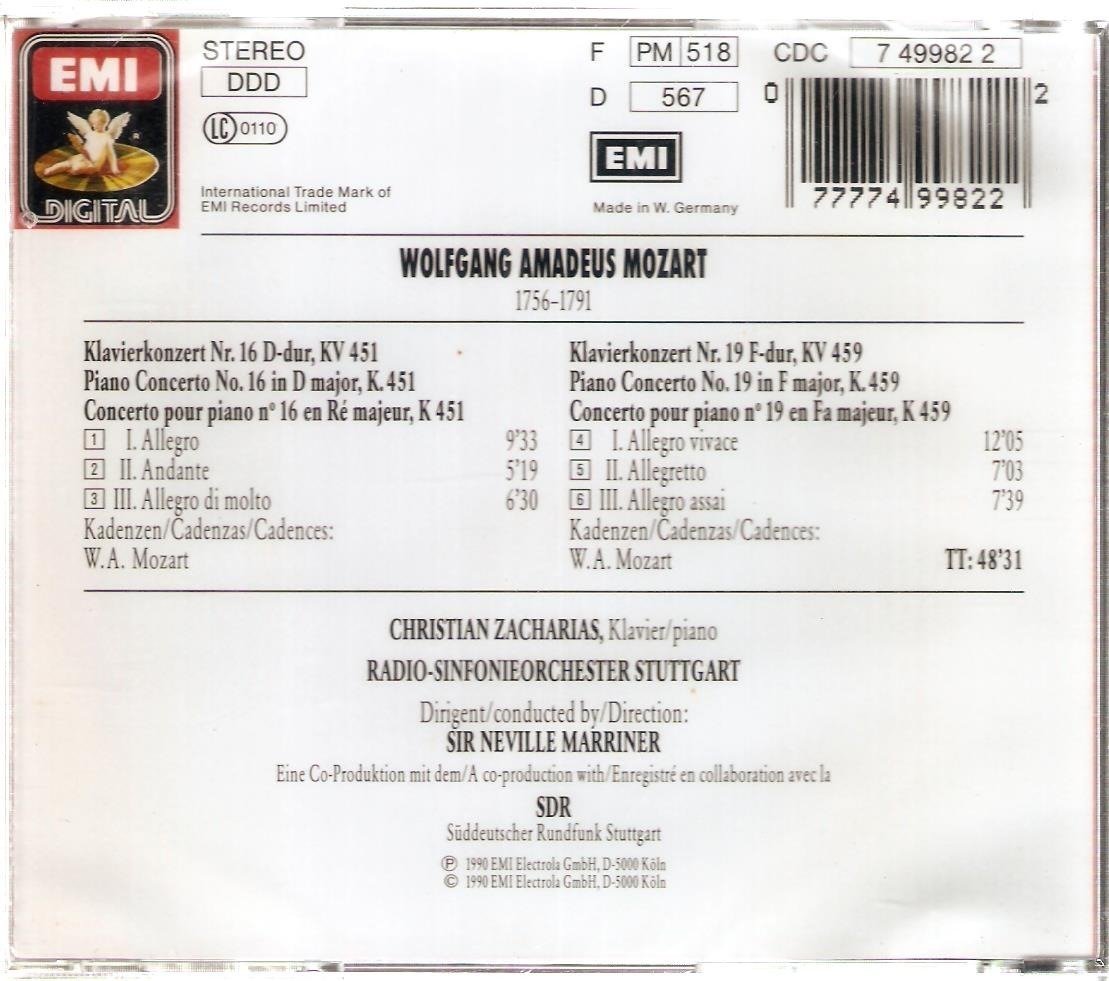 EMI
DIGITAL
STEREO
DDD
LC 0110
International Trade Mark of
EMI Records Limited
F PM 518
D 567
EMI
Made in W. Germany
CDC 7 49982 2
0 77774 99822 2
WOLFGANG AMADEUS MOZART
1756–1791
Klavierkonzert Nr. 16 D-dur, KV 451
Piano Concerto No. 16 in D major, K. 451
Concerto pour piano nº 16 en Ré majeur, K 451
1 I. Allegro 9'33
2 II. Andante 5'19
3 III. Allegro di molto 6'30
Kadenzen/Cadenzas/Cadences:
W. A. Mozart
Klavierkonzert Nr. 19 F-dur, KV 459
Piano Concerto No. 19 in F major, K. 459
Concerto pour piano nº 19 en Fa majeur, K 459
4 I. Allegro vivace 12'05
5 II. Allegretto 7'03
6 III. Allegro assai 7'39
Kadenzen/Cadenzas/Cadences:
W. A. Mozart TT: 48'31
CHRISTIAN ZACHARIAS, Klavier/piano
RADIO-SINFONIEORCHESTER STUTTGART
Dirigent/conducted by/Direction:
SIR NEVILLE MARRINER
Eine Co-Produktion mit dem/A co-production with/Enregistré en collaboration avec la
SDR
Süddeutscher Rundfunk Stuttgart
℗ 1990 EMI Electrola GmbH, D-5000 Köln
© 1990 EMI Electrola GmbH, D-5000 Köln